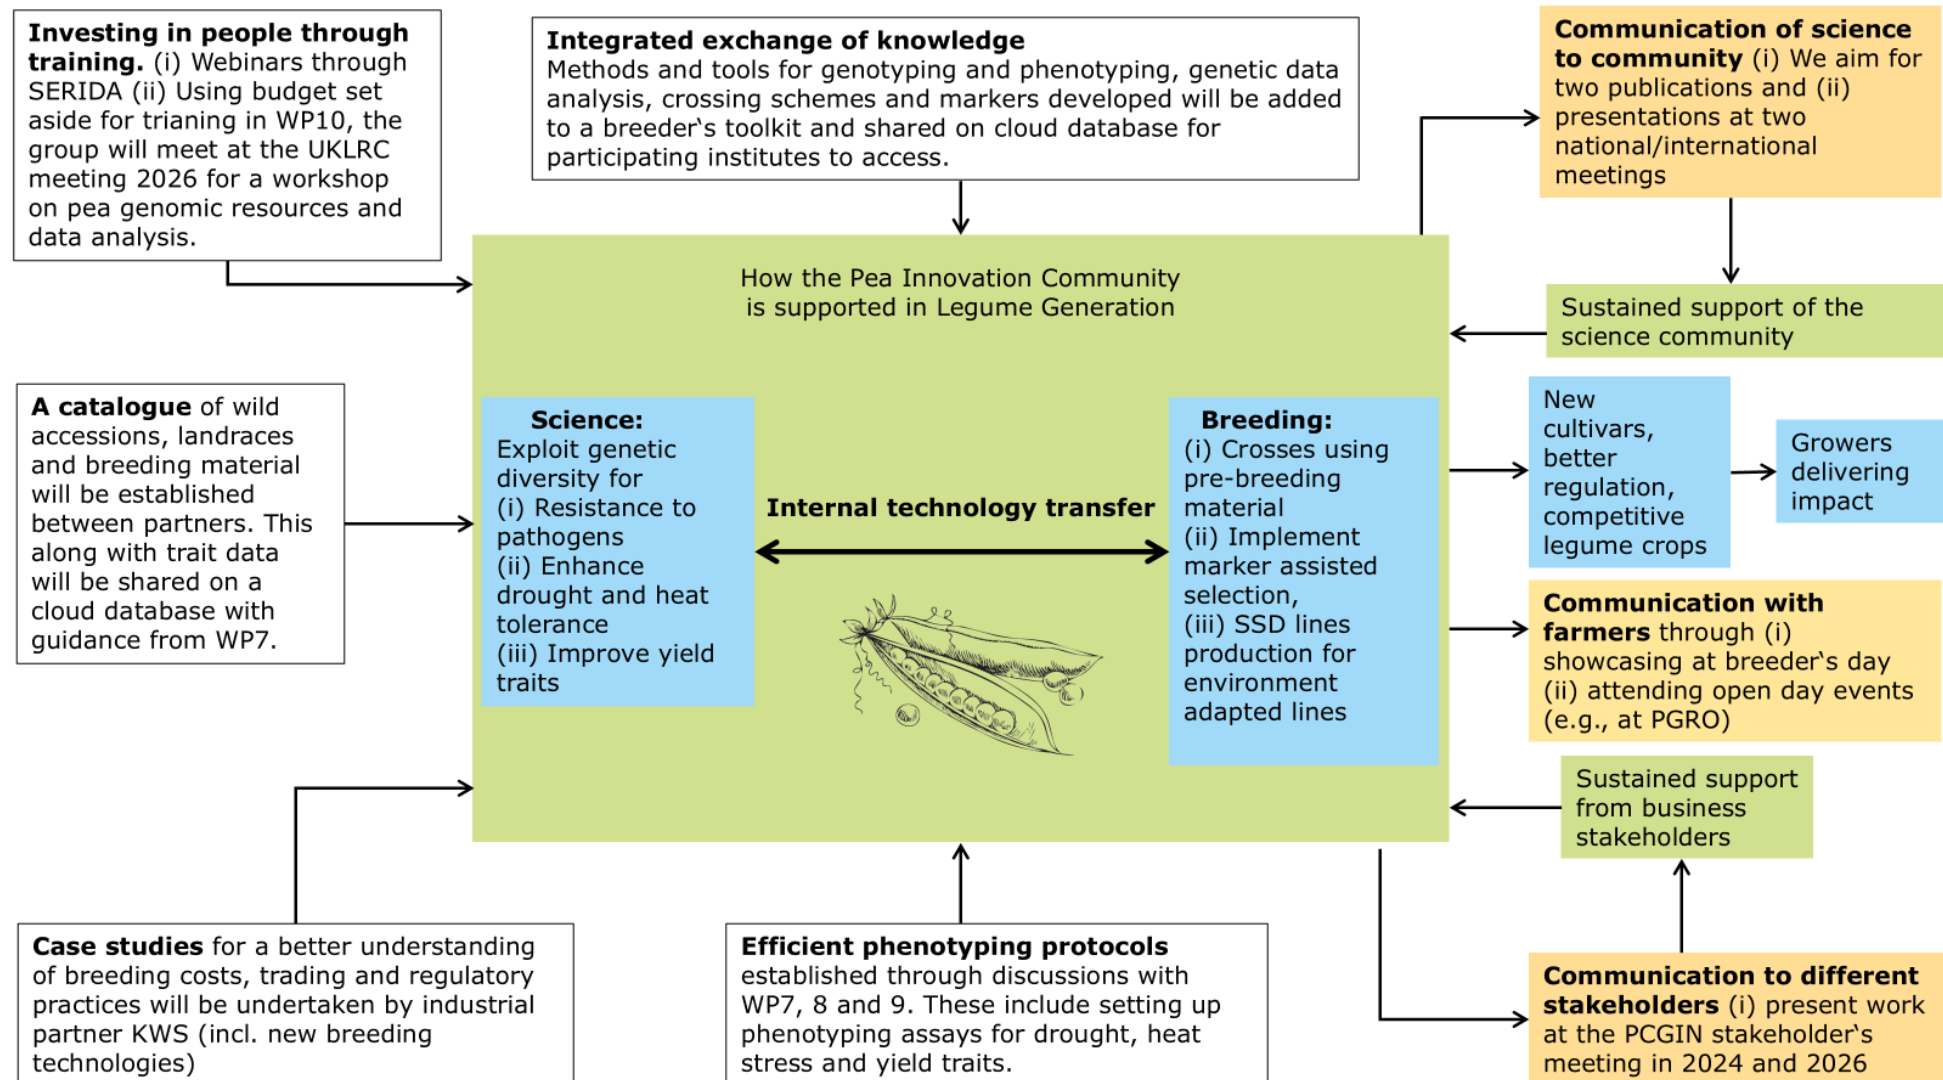 Investing in people through
training. (i) Webinars through
SERIDA (ii) Using budget set
aside for trianing in WP10, the
group will meet at the UKLRC
meeting 2026 for a workshop
on pea genomic resources and
data analysis.
Integrated exchange of knowledge
Methods and tools for genotyping and phenotyping, genetic data
analysis, crossing schemes and markers developed will be added
to a breeder‘s toolkit and shared on cloud database for
participating institutes to access.
Communication of science
to community (i) We aim for
two publications and (ii)
presentations at two
national/international
meetings
How the Pea Innovation Community
is supported in Legume Generation
Sustained support of the
science community
A catalogue of wild
accessions, landraces
and breeding material
will be established
between partners. This
along with trait data
will be shared on a
cloud database with
guidance from WP7.
Science:
Exploit genetic
diversity for
(i) Resistance to
pathogens
(ii) Enhance
drought and heat
tolerance
(iii) Improve yield
traits
Internal technology transfer
Breeding:
(i) Crosses using
pre-breeding
material
(ii) Implement
marker assisted
selection,
(iii) SSD lines
production for
environment
adapted lines
New
cultivars,
better
regulation,
competitive
legume crops
Growers
delivering
impact
Communication with
farmers through (i)
showcasing at breeder‘s day
(ii) attending open day events
(e.g., at PGRO)
Sustained support
from business
stakeholders
Case studies for a better understanding
of breeding costs, trading and regulatory
practices will be undertaken by industrial
partner KWS (incl. new breeding
technologies)
Efficient phenotyping protocols
established through discussions with
WP7, 8 and 9. These include setting up
phenotyping assays for drought, heat
stress and yield traits.
Communication to different
stakeholders (i) present work
at the PCGIN stakeholder‘s
meeting in 2024 and 2026